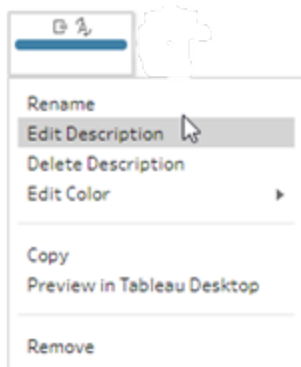 Rename
Edit Description
Delete Description
Edit Color
Copy
Preview in Tableau Desktop
Remove